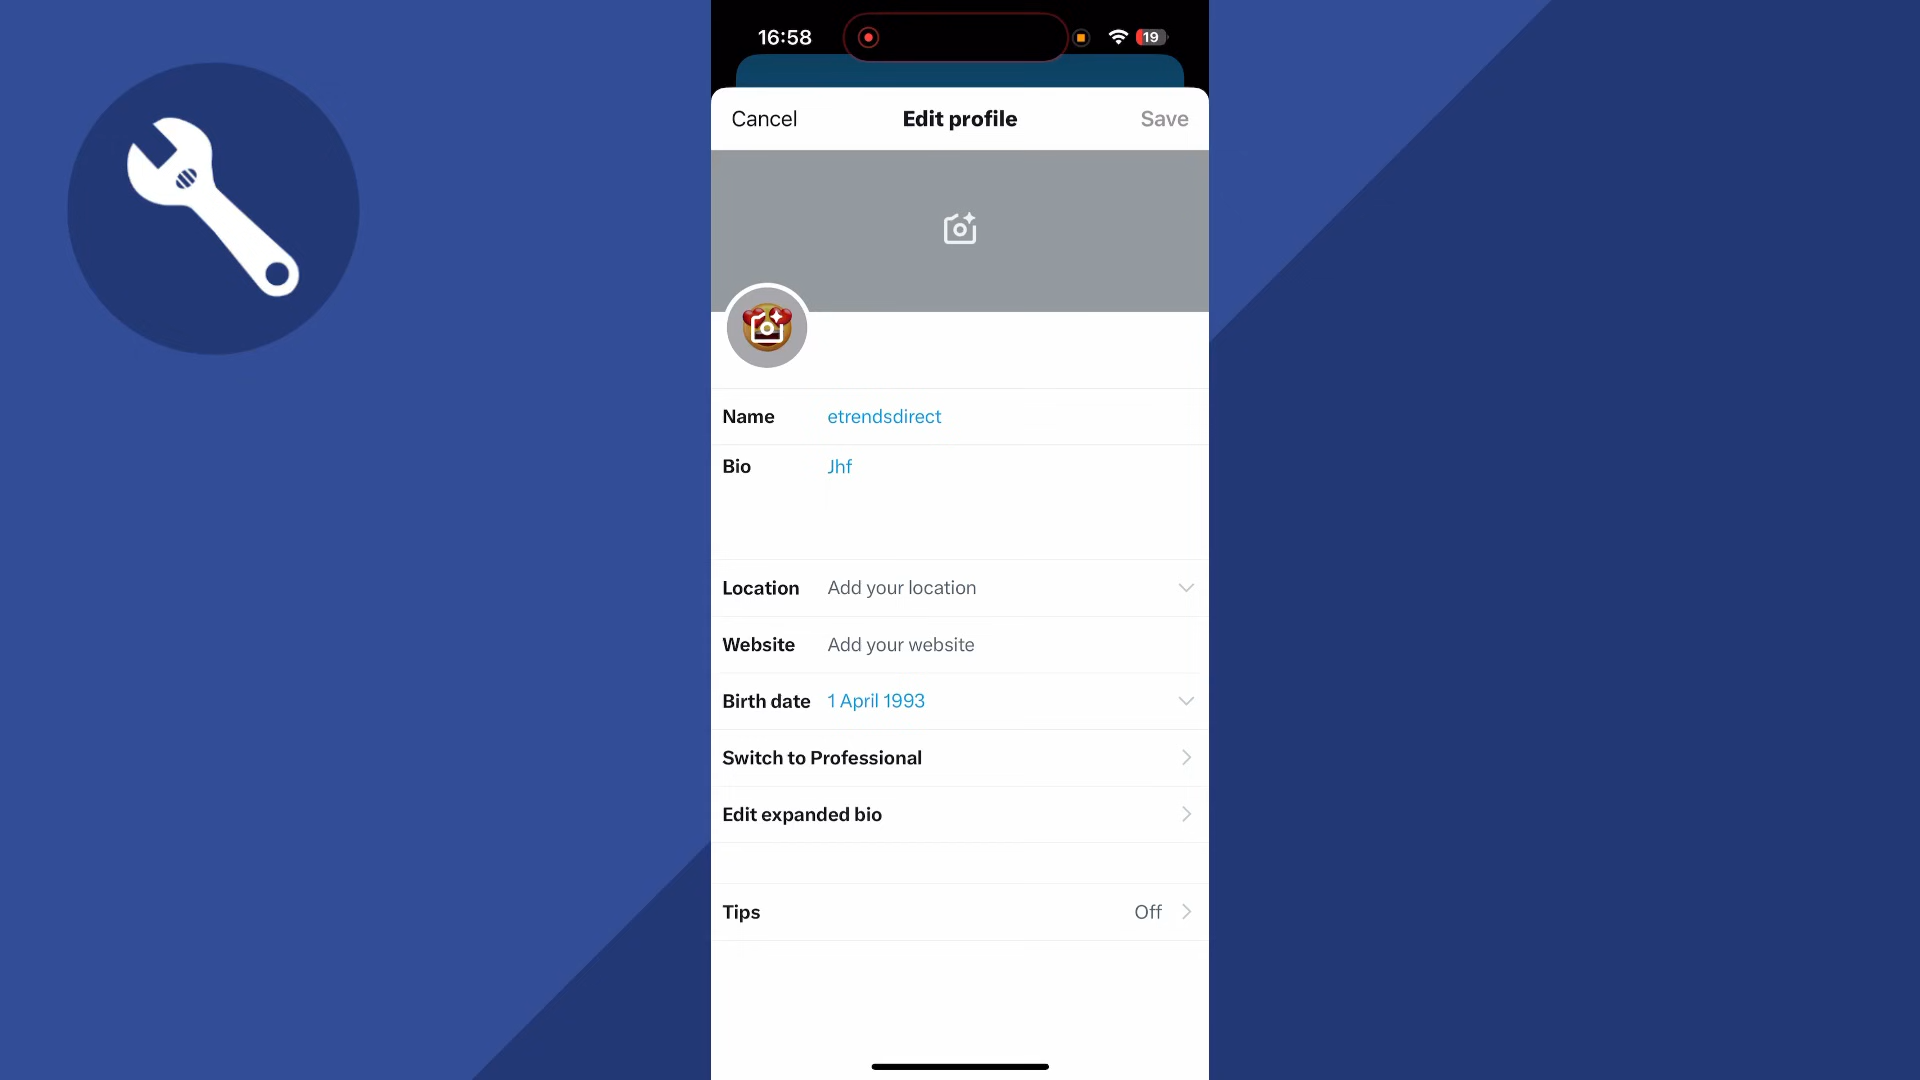 16:58
19
Cancel
Edit profile
Save
Name etrendsdirect
Bio Jhf
Location Add your location
Website Add your website
Birth date 1 April 1993
Switch to Professional
Edit expanded bio
Tips Off